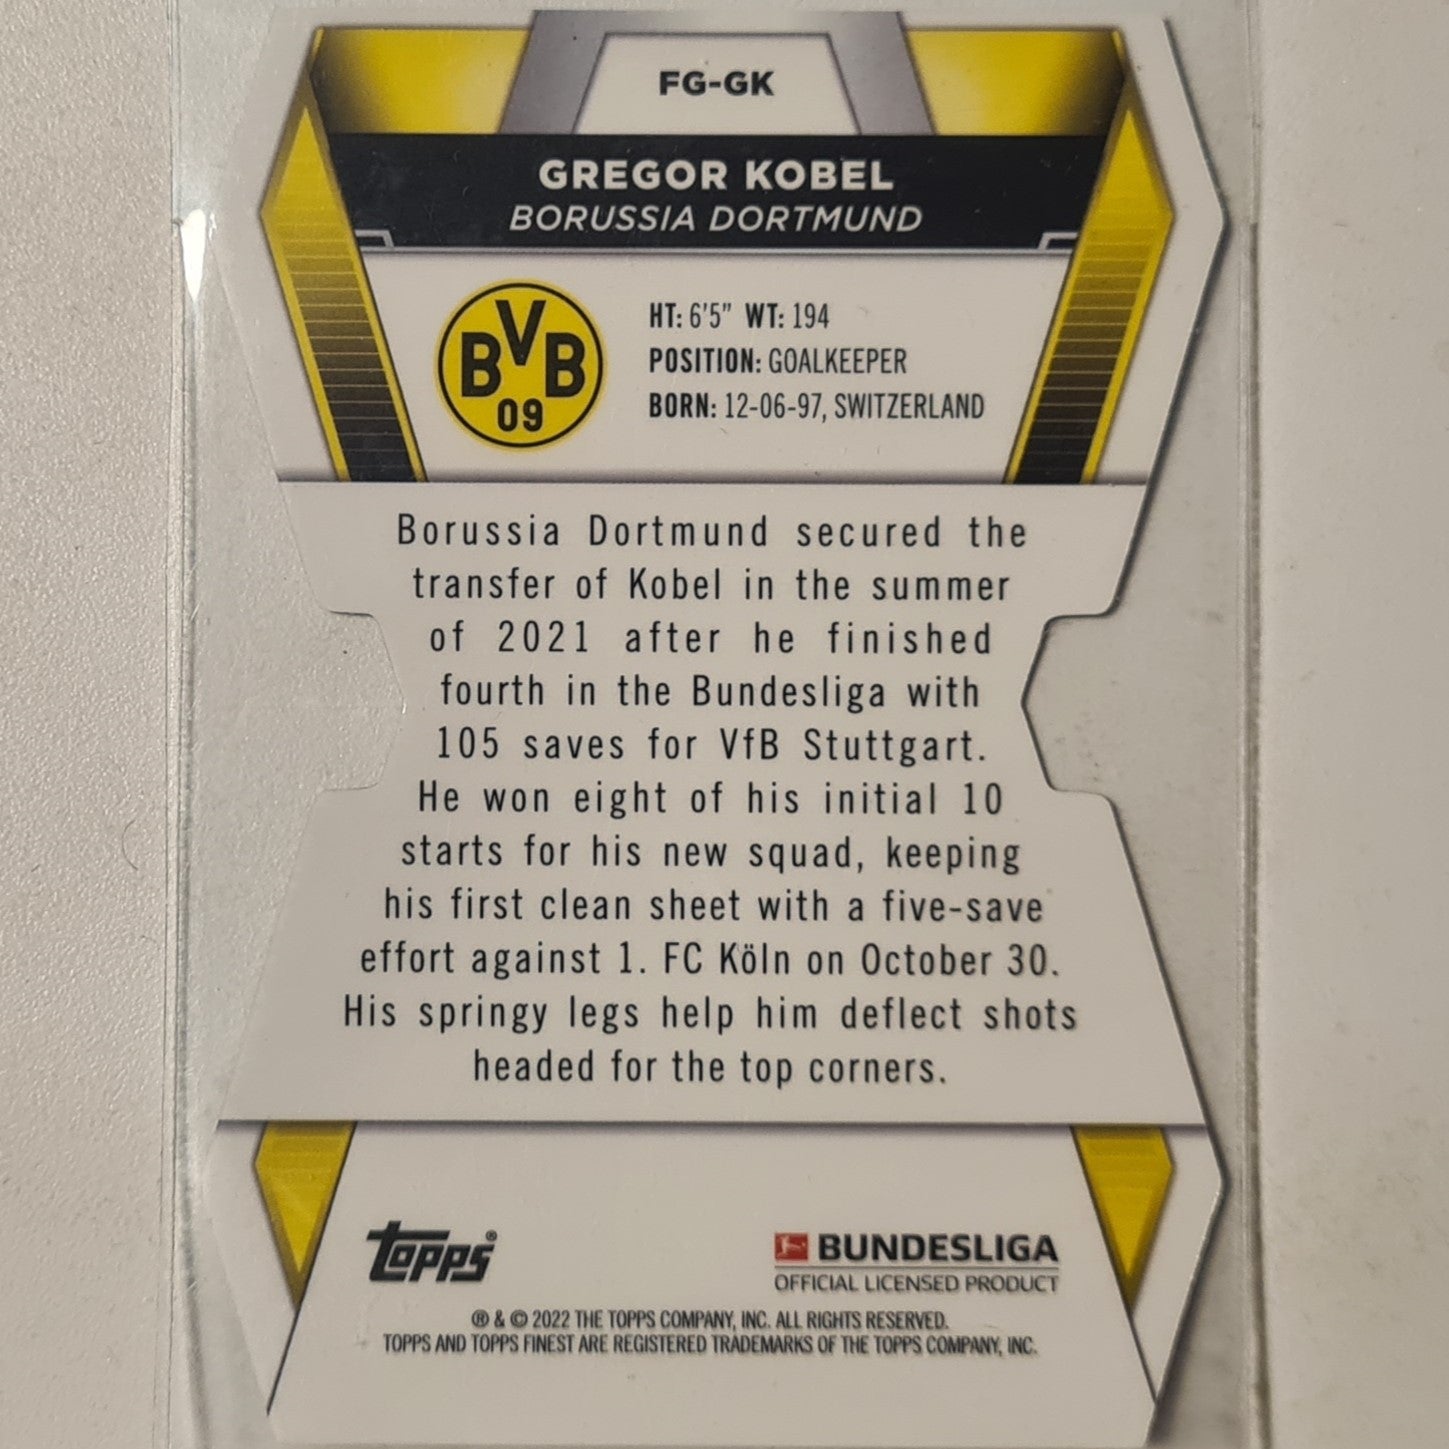 FG-GK
GREGOR KOBEL
BORUSSIA DORTMUND
BVB
09
HT: 6'5" WT: 194
POSITION: GOALKEEPER
BORN: 12-06-97, SWITZERLAND
Borussia Dortmund secured the
transfer of Kobel in the summer
of 2021 after he finished
fourth in the Bundesliga with
105 saves for VfB Stuttgart.
He won eight of his initial 10
starts for his new squad, keeping
his first clean sheet with a five-save
effort against 1. FC Köln on October 30.
His springy legs help him deflect shots
headed for the top corners.
topps®
BUNDESLIGA
OFFICIAL LICENSED PRODUCT
® & © 2022 THE TOPPS COMPANY, INC. ALL RIGHTS RESERVED.
TOPPS AND TOPPS FINEST ARE REGISTERED TRADEMARKS OF THE TOPPS COMPANY, INC.